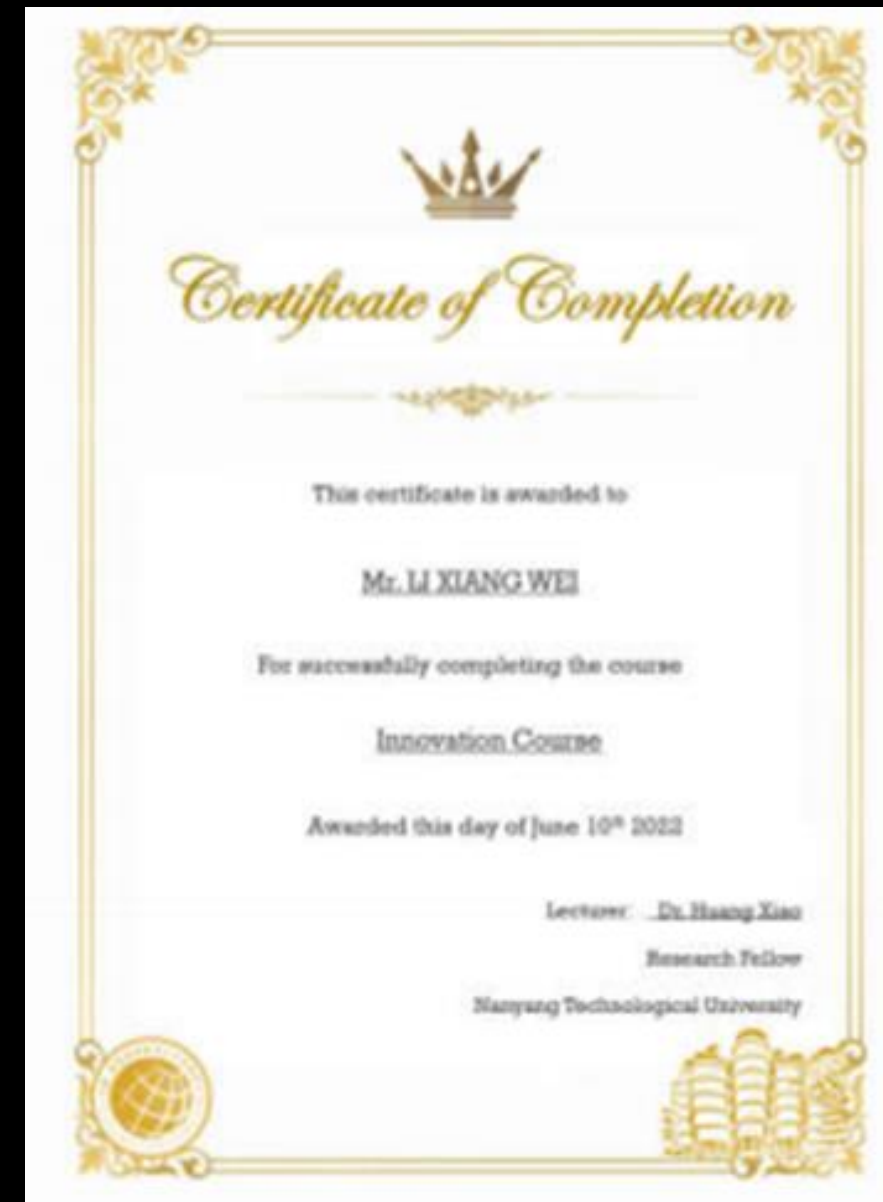 Certificate of Completion
This certificate is awarded to
Mr. LI XIANG WEI
For successfully completing the course
Innovation Course
Awarded this day of June 10th 2022
Lecturer: Dr. Huang Xiao
Research Fellow
Nanyang Technological University